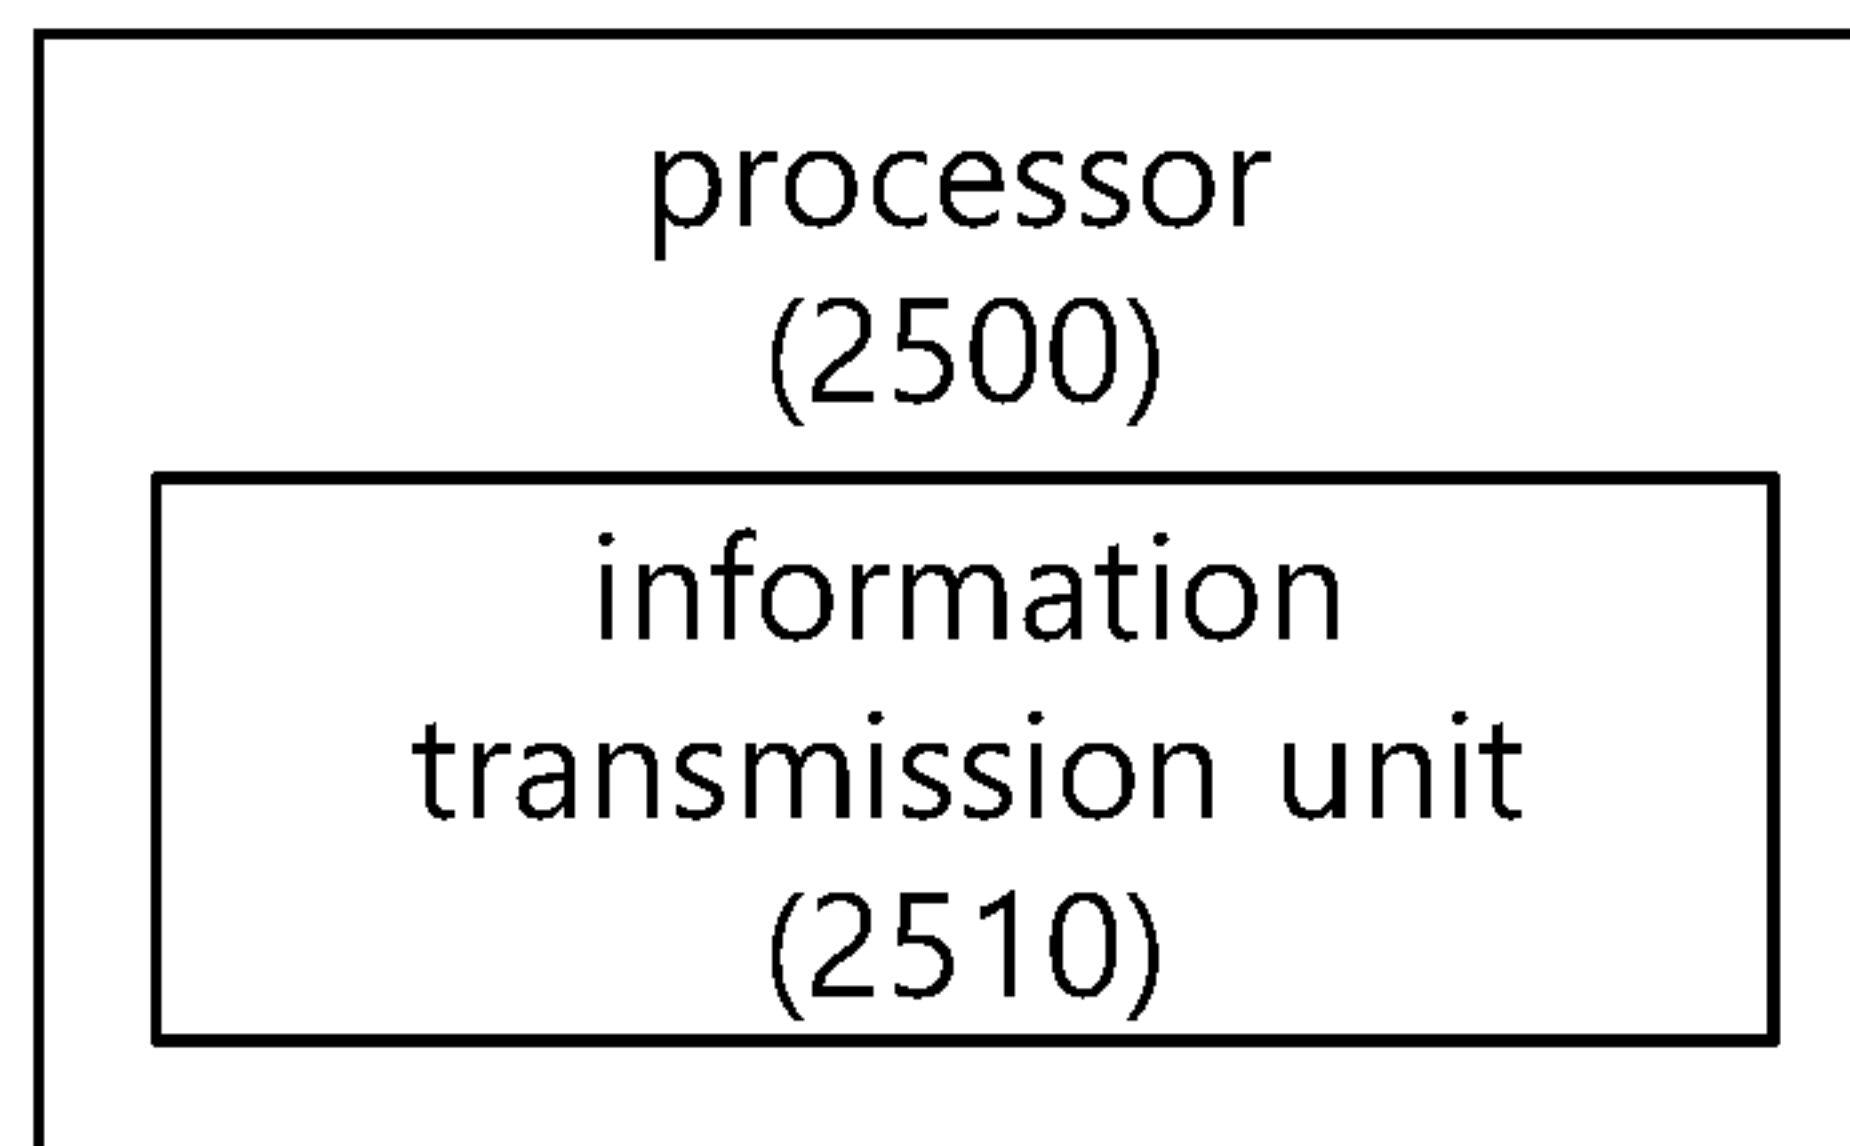 processor
(2500)
information
transmission unit
(2510)